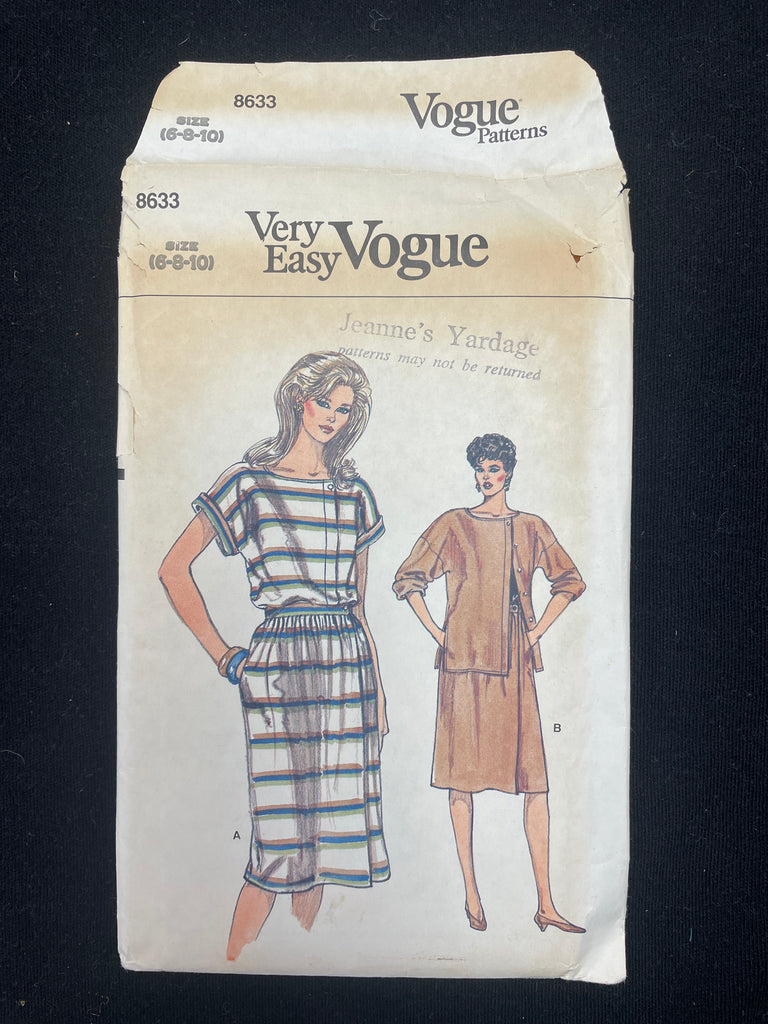 8633
Vogue
SIZE
(6-8-10)
Patterns
8633
Very
Easy Vogue
SIZE
(6-8-10)
Jeanne's Yardage
patterns may not be returned
B
A